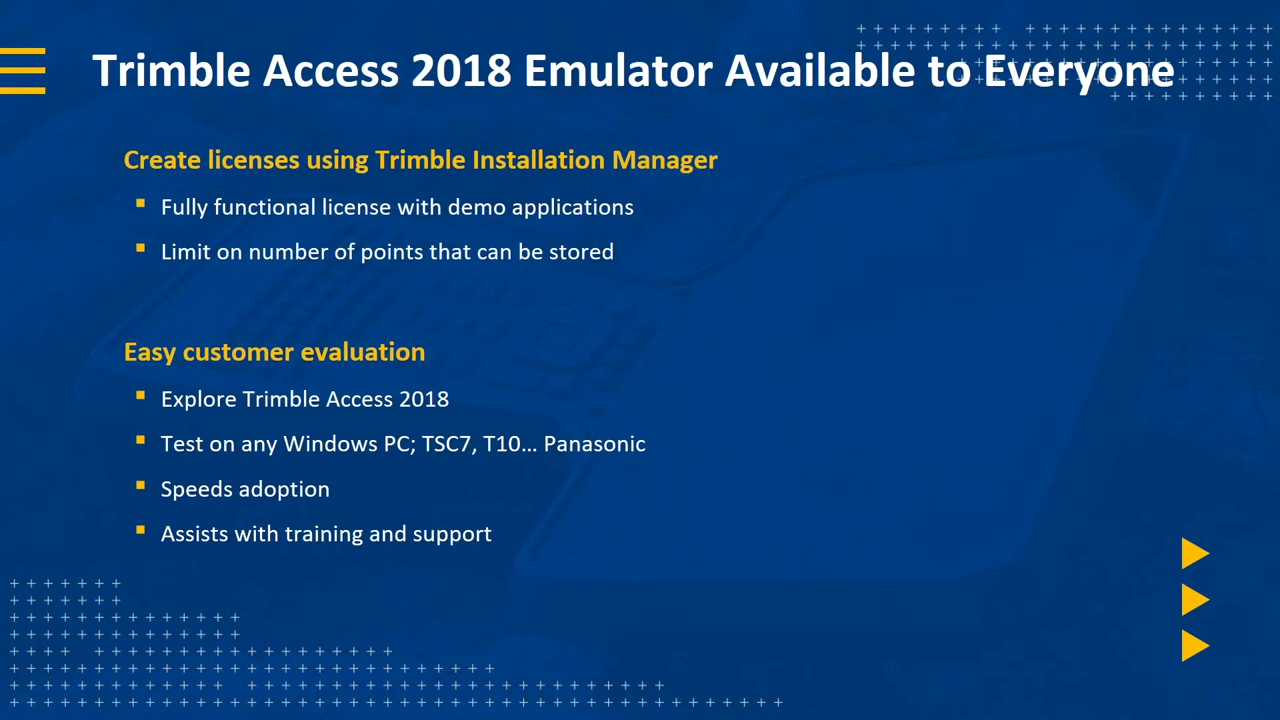 Trimble Access 2018 Emulator Available to Everyone
Create licenses using Trimble Installation Manager
Fully functional license with demo applications
Limit on number of points that can be stored
Easy customer evaluation
Explore Trimble Access 2018
Test on any Windows PC; TSC7, T10... Panasonic
Speeds adoption
Assists with training and support